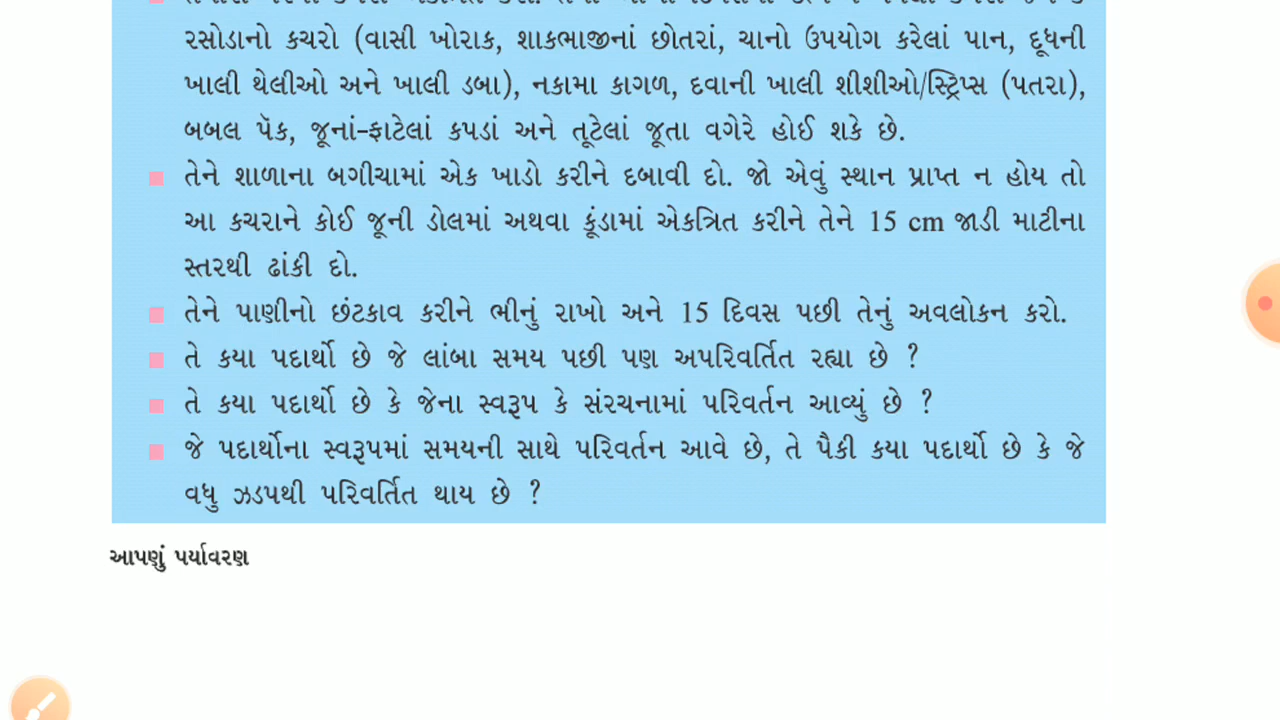 રસોડાનો કચરો (વાસી ખોરાક, શાકભાજીનાં છોતરાં, ચાનો ઉપયોગ કરેલાં પાન, દૂધની
ખાલી થેલીઓ અને ખાલી ડબા), નકામા કાગળ, દવાની ખાલી શીશીઓ/સ્ટ્રિપ્સ (પતરા),
બબલ પૅક, જૂનાં-ફાટેલાં કપડાં અને તૂટેલાં જૂતા વગેરે હોઈ શકે છે.
■ તેને શાળાના બગીચામાં એક ખાડો કરીને દબાવી દો. જો એવું સ્થાન પ્રાપ્ત ન હોય તો
આ કચરાને કોઈ જૂની ડોલમાં અથવા કૂંડામાં એકત્રિત કરીને તેને 15 cm જાડી માટીના
સ્તરથી ઢાંકી દો.
■ તેને પાણીનો છંટકાવ કરીને ભીનું રાખો અને 15 દિવસ પછી તેનું અવલોકન કરો.
■ તે કયા પદાર્થો છે જે લાંબા સમય પછી પણ અપરિવર્તિત રહ્યા છે ?
■ તે કયા પદાર્થો છે કે જેના સ્વરૂપ કે સંરચનામાં પરિવર્તન આવ્યું છે ?
■ જે પદાર્થોના સ્વરૂપમાં સમયની સાથે પરિવર્તન આવે છે, તે પૈકી કયા પદાર્થો છે કે જે
વધુ ઝડપથી પરિવર્તિત થાય છે ?
આપણું પર્યાવરણ